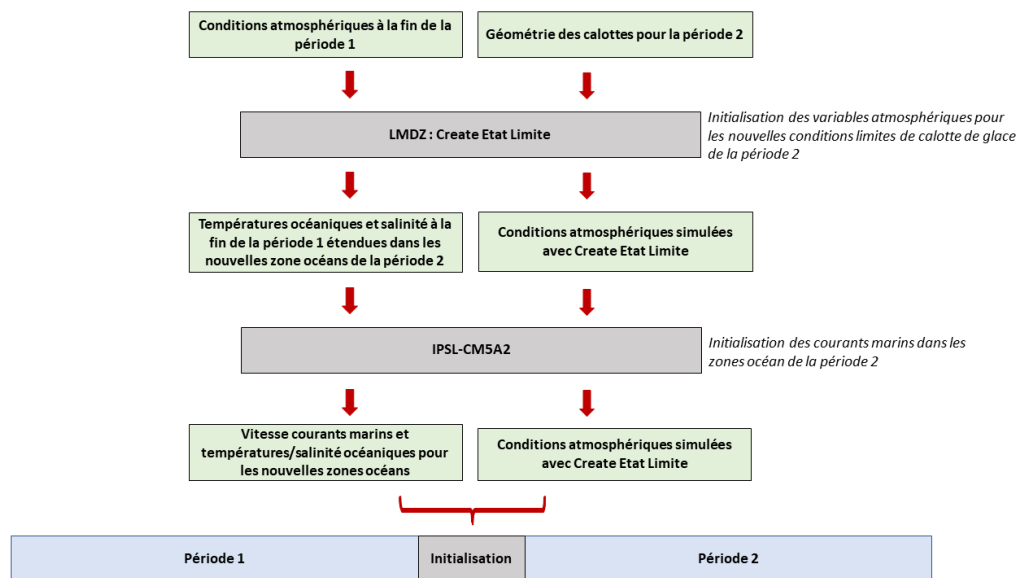 Conditions atmosphériques à la fin de la
période 1
Géométrie des calottes pour la période 2
LMDZ : Create Etat Limite
Initialisation des variables atmosphériques pour
les nouvelles conditions limites de calotte de glace
de la période 2
Températures océaniques et salinité à la
fin de la période 1 étendues dans les
nouvelles zone océans de la période 2
Conditions atmosphériques simulées
avec Create Etat Limite
IPSL-CM5A2
Initialisation des courants marins dans les
zones océan de la période 2
Vitesse courants marins et
températures/salinité océaniques pour
les nouvelles zones océans
Conditions atmosphériques simulées
avec Create Etat Limite
Période 1
Initialisation
Période 2